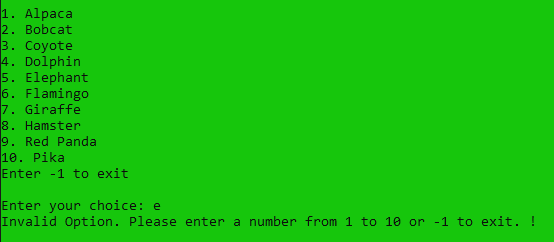 1. Alpaca
2. Bobcat
3. Coyote
4. Dolphin
5. Elephant
6. Flamingo
7. Giraffe
8. Hamster
9. Red Panda
10. Pika
Enter -1 to exit
Enter your choice: e
Invalid Option. Please enter a number from 1 to 10 or -1 to exit. !